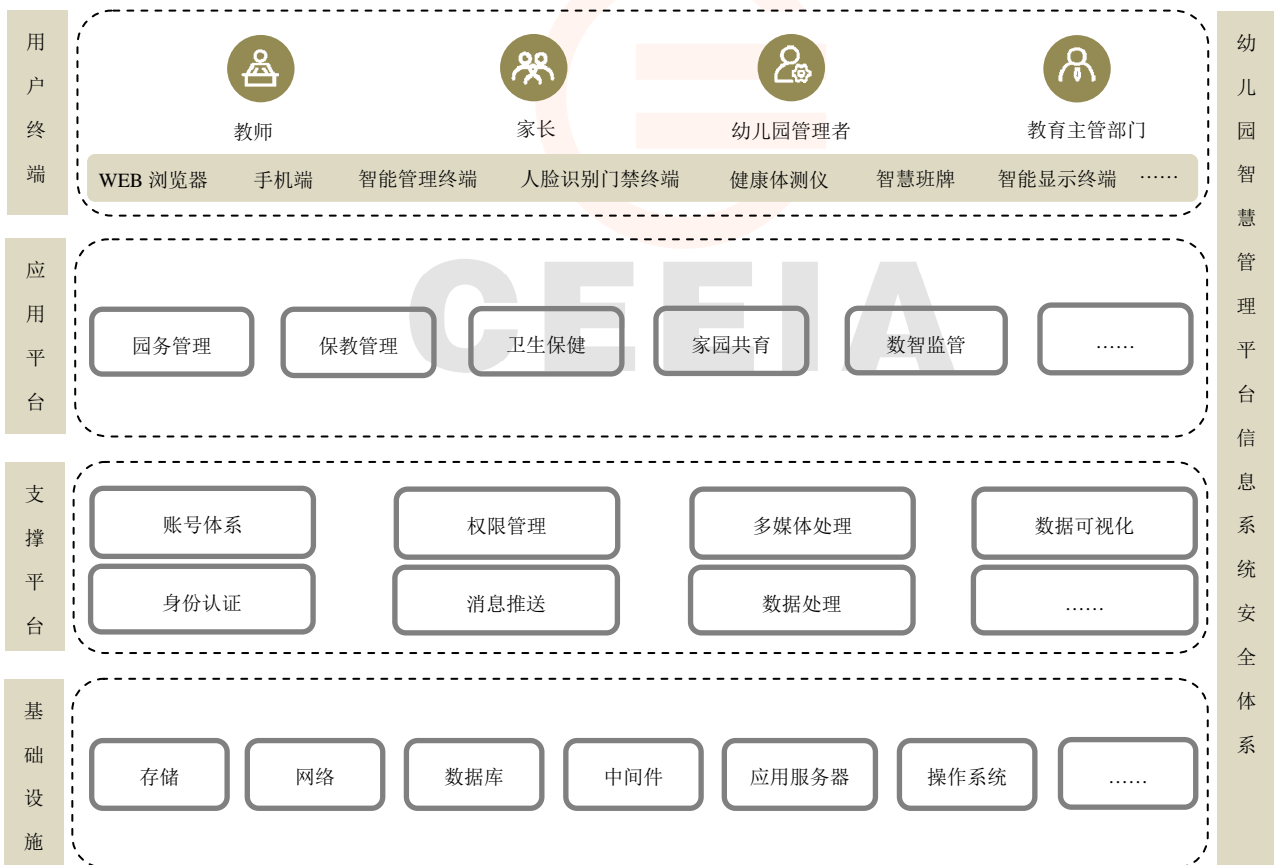 用户终端
教师
家长
幼儿园管理者
教育主管部门
WEB 浏览器 手机端 智能管理终端 人脸识别门禁终端 健康体测仪 智慧班牌 智能显示终端 ……
应用平台
CEEIA
园务管理
保教管理
卫生保健
家园共育
数智监管
……
支撑平台
账号体系
权限管理
多媒体处理
数据可视化
身份认证
消息推送
数据处理
……
基础设施
存储
网络
数据库
中间件
应用服务器
操作系统
……
幼儿园智慧管理平台信息系统安全体系